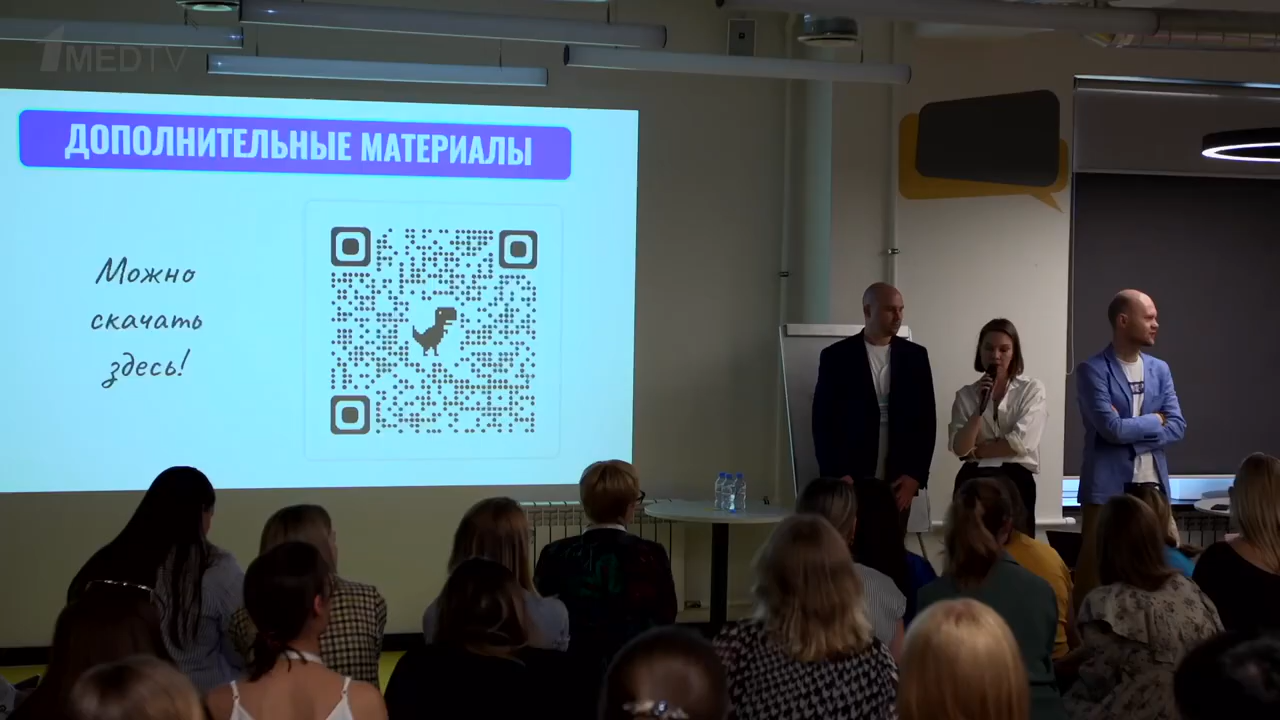 1MEDTV
ДОПОЛНИТЕЛЬНЫЕ МАТЕРИАЛЫ
Можно
скачать
здесь!